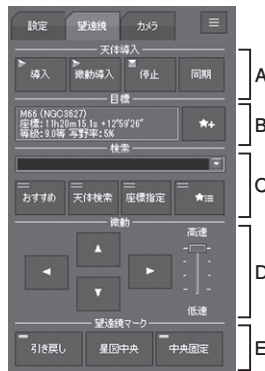 設定 望遠鏡 カメラ
天体導入
導入 微動導入 停止 同期
A
目標
M66 (NGC3627)
座標: 11h20m15.1s +12°59'26"
等級: 9.0等 写野率: 5%
B
検索
おすすめ 天体検索 座標指定
C
微動
高速
低速
D
望遠鏡マーク
引き戻し 星図中央 中央固定
E